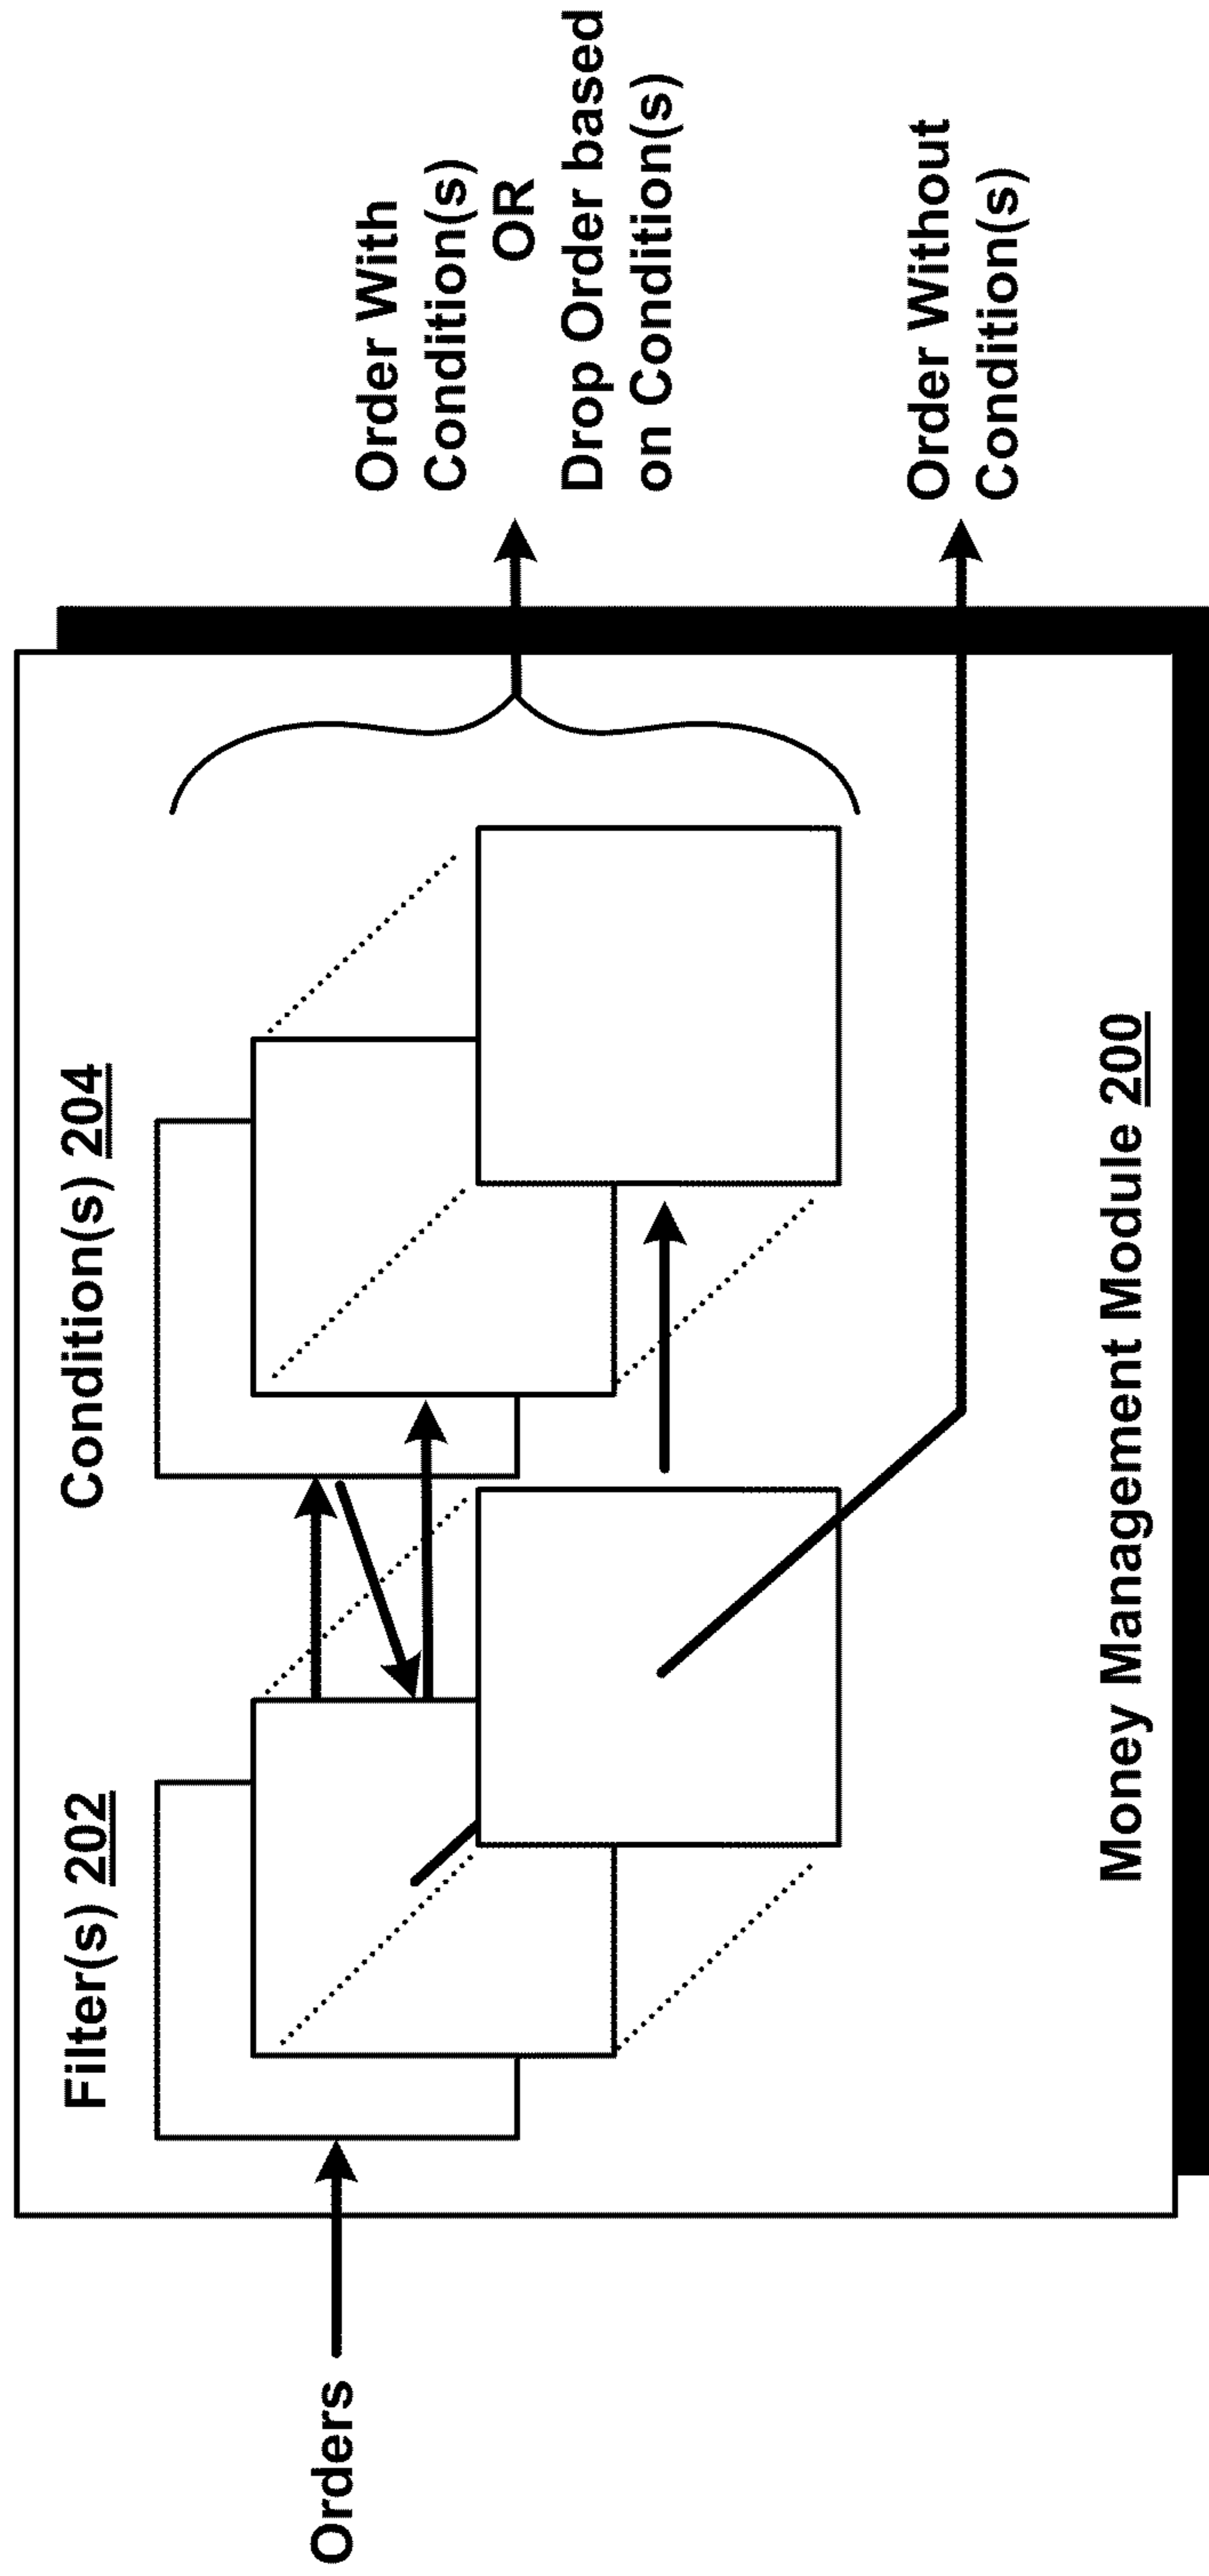 Filter(s) 202
Condition(s) 204
Orders
Order With
Condition(s)
OR
Drop Order based
on Condition(s)
Order Without
Condition(s)
Money Management Module 200